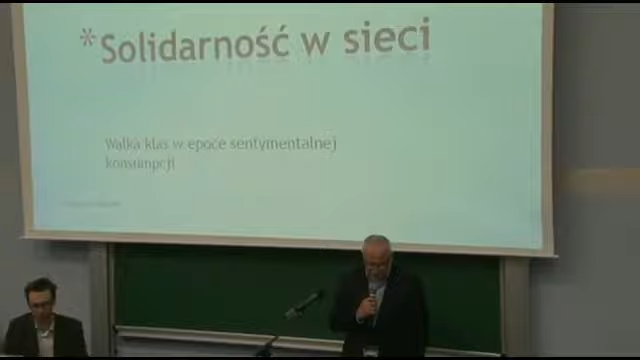 *Solidarność w sieci
Walka klas w epoce sentymentalnej
konsumpcji